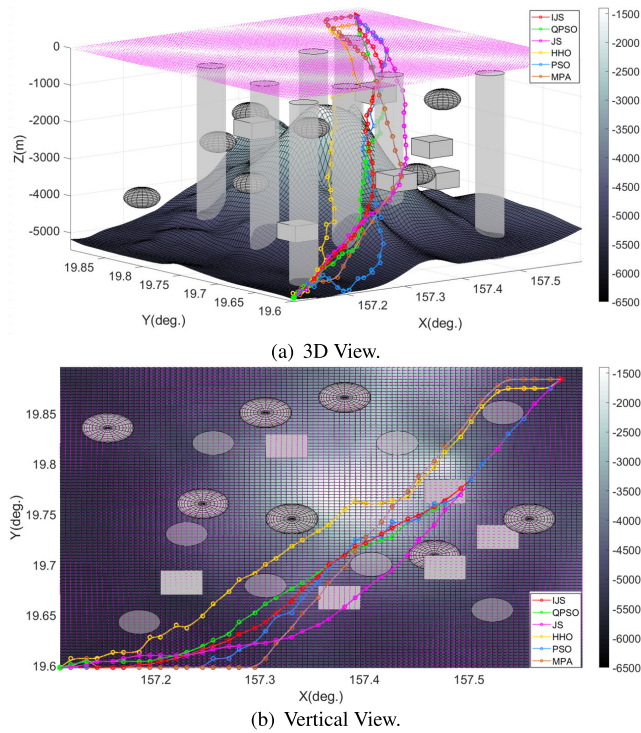 0
-1000
-2000
-3000
-4000
-5000
Z(m)
19.85
19.8
19.75
19.7
19.65
19.6
Y(deg.)
157.2
157.3
157.4
157.5
X(deg.)
IJS
QPSO
JS
HHO
PSO
MPA
-1500
-2000
-2500
-3000
-3500
-4000
-4500
-5000
-5500
-6000
-6500
(a) 3D View.
19.85
19.8
19.75
19.7
19.65
19.6
Y(deg.)
157.2
157.3
157.4
157.5
X(deg.)
IJS
QPSO
JS
HHO
PSO
MPA
-1500
-2000
-2500
-3000
-3500
-4000
-4500
-5000
-5500
-6000
-6500
(b) Vertical View.